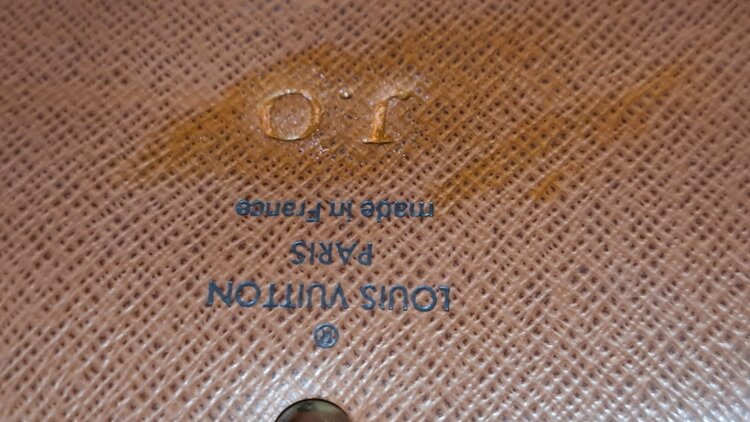 ®
LOUIS VUITTON
PARIS
made in France
J.O